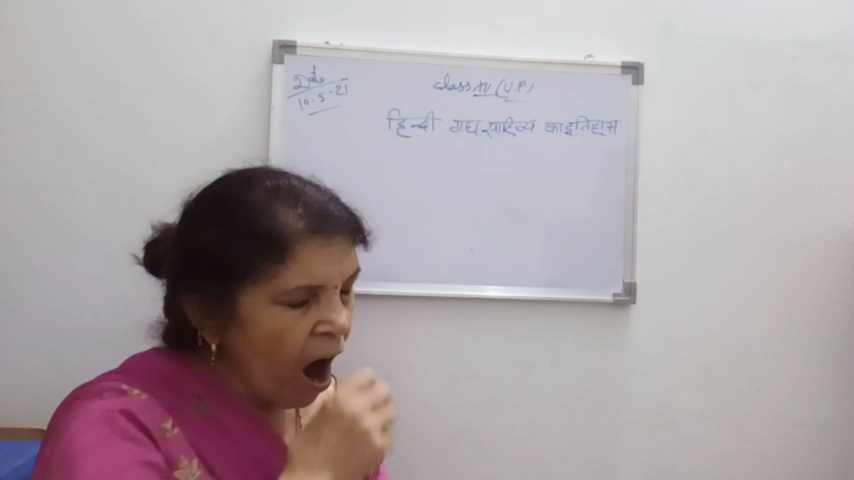 Date
10-5-21
class XII (U.P)
हिन्दी गद्य साहित्य का इतिहास